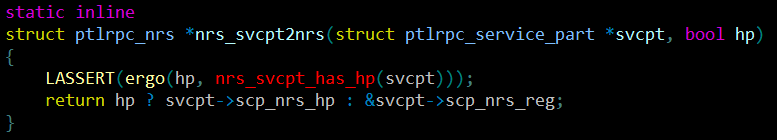 static inline
struct ptlrpc_nrs *nrs_svcpt2nrs(struct ptlrpc_service_part *svcpt, bool hp)
{
    LASSERT(ergo(hp, nrs_svcpt_has_hp(svcpt)));
    return hp ? svcpt->scp_nrs_hp : &svcpt->scp_nrs_reg;
}